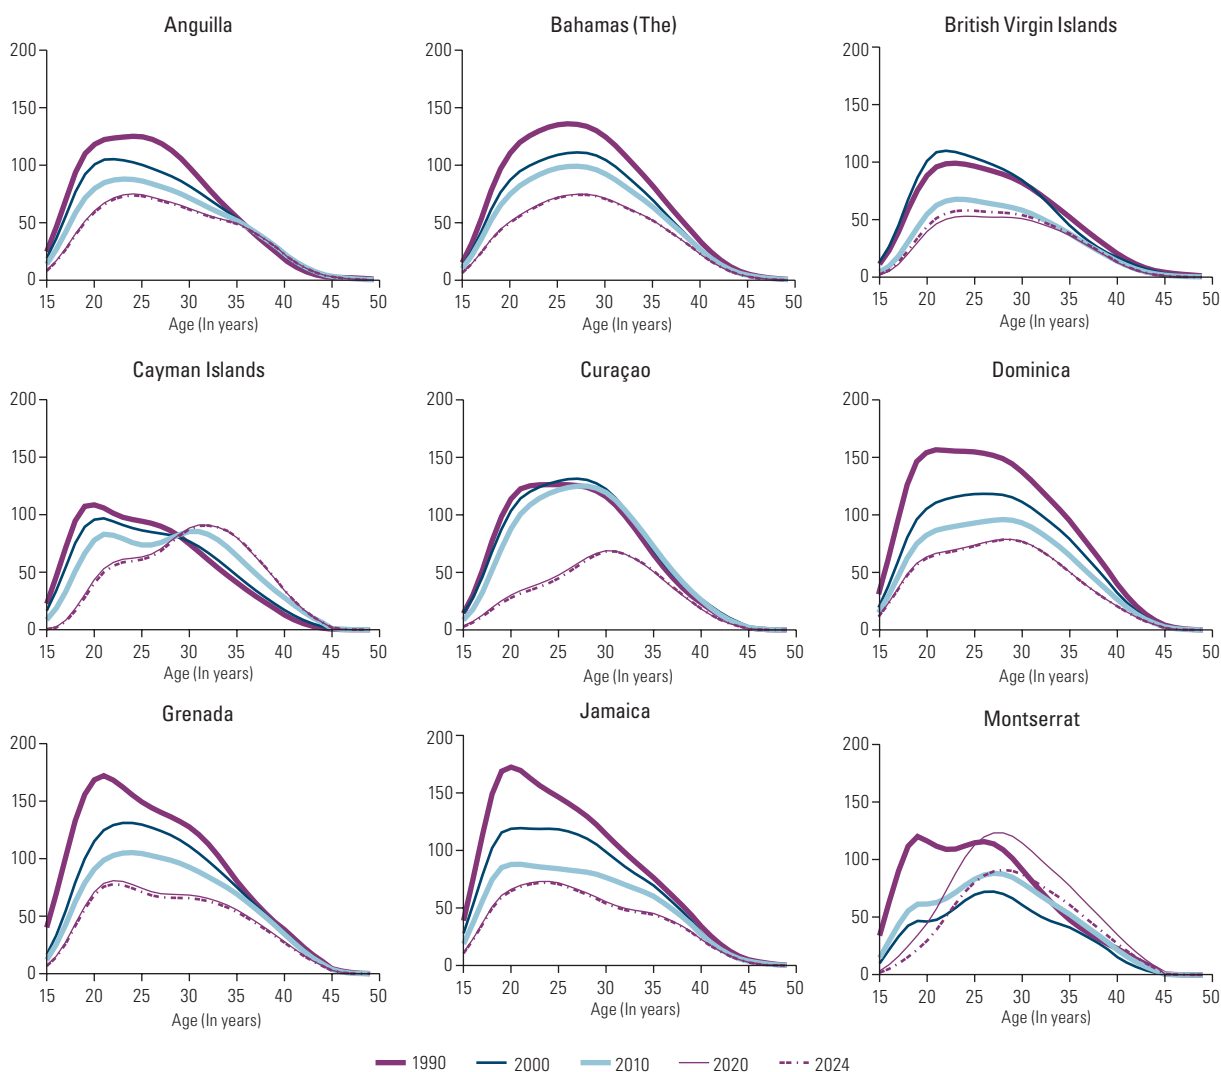 Anguilla
200
150
100
50
0
15 20 25 30 35 40 45 50
Age (In years)
Bahamas (The)
200
150
100
50
0
15 20 25 30 35 40 45 50
Age (In years)
British Virgin Islands
200
150
100
50
0
15 20 25 30 35 40 45 50
Age (In years)
Cayman Islands
200
150
100
50
0
15 20 25 30 35 40 45 50
Age (In years)
Curaçao
200
150
100
50
0
15 20 25 30 35 40 45 50
Age (In years)
Dominica
200
150
100
50
0
15 20 25 30 35 40 45 50
Age (In years)
Grenada
200
150
100
50
0
15 20 25 30 35 40 45 50
Age (In years)
Jamaica
200
150
100
50
0
15 20 25 30 35 40 45 50
Age (In years)
Montserrat
200
150
100
50
0
15 20 25 30 35 40 45 50
Age (In years)
1990 2000 2010 2020 2024